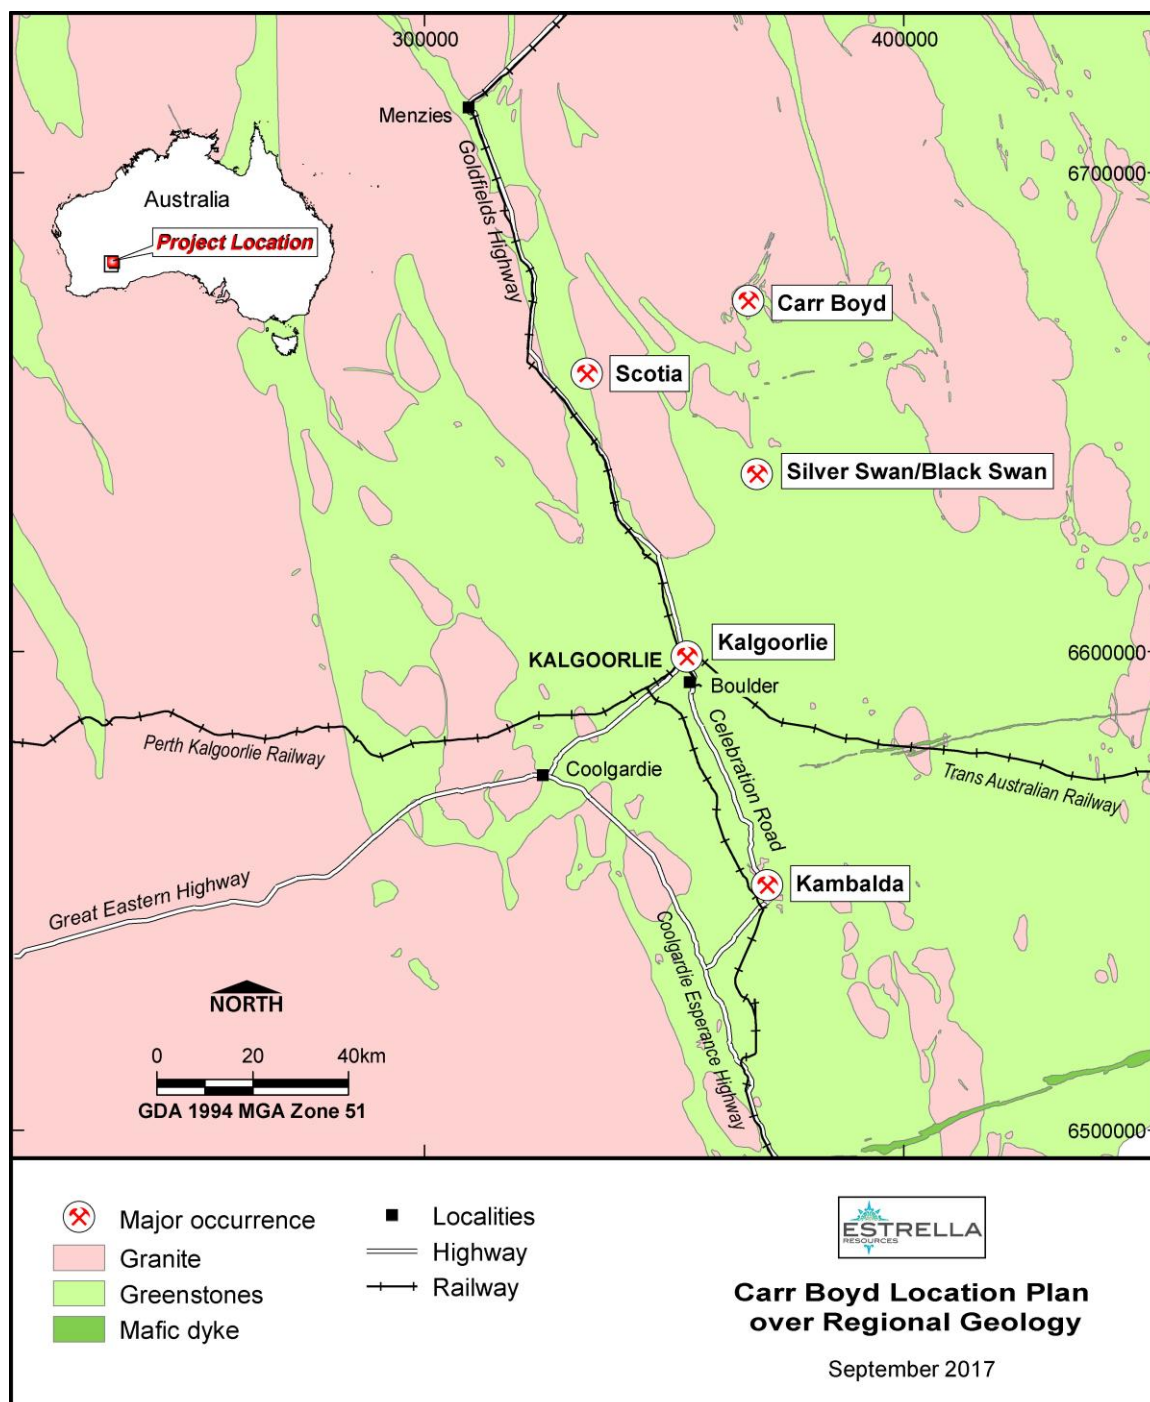 300000
400000
Menzies
Goldfields Highway
6700000
Australia
Project Location
Carr Boyd
Scotia
Silver Swan/Black Swan
Kalgoorlie
KALGOORLIE
6600000
Boulder
Celebration Road
Perth Kalgoorlie Railway
Coolgardie
Trans Australian Railway
Great Eastern Highway
Kambalda
Coolgardie Esperance Highway
NORTH
0 20 40km
GDA 1994 MGA Zone 51
6500000
Major occurrence
Granite
Greenstones
Mafic dyke
Localities
Highway
Railway
ESTRELLA
RESOURCES
Carr Boyd Location Plan
over Regional Geology
September 2017